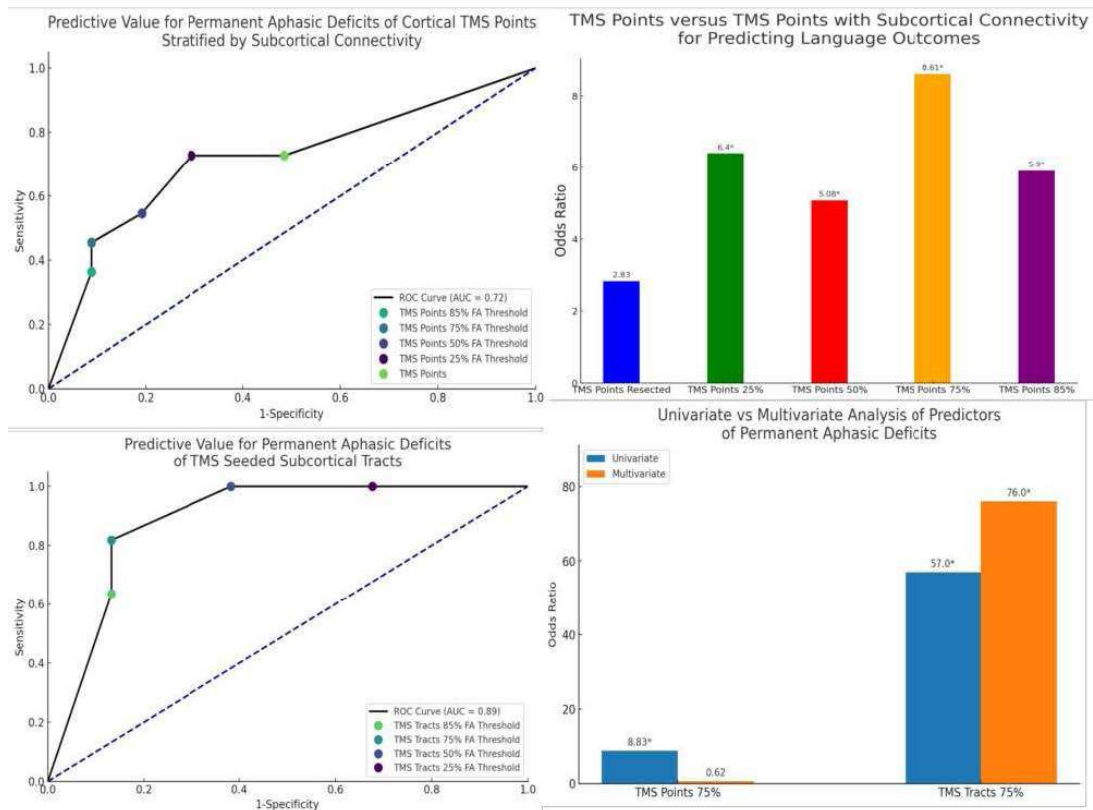 Predictive Value for Permanent Aphasic Deficits of Cortical TMS Points
Stratified by Subcortical Connectivity
1.0
0.8
0.6
0.4
0.2
0.0
Sensitivity
ROC Curve (AUC = 0.72)
TMS Points 85% FA Threshold
TMS Points 75% FA Threshold
TMS Points 50% FA Threshold
TMS Points 25% FA Threshold
TMS Points
0.0 0.2 0.4 0.6 0.8 1.0
1-Specificity
TMS Points versus TMS Points with Subcortical Connectivity
for Predicting Language Outcomes
8
6
4
2
0
Odds Ratio
2.83
6.4*
5.08*
8.61*
5.9*
TMS Points Resected TMS Points 25% TMS Points 50% TMS Points 75% TMS Points 85%
Predictive Value for Permanent Aphasic Deficits
of TMS Seeded Subcortical Tracts
1.0
0.8
0.6
0.4
0.2
0.0
Sensitivity
ROC Curve (AUC = 0.89)
TMS Tracts 85% FA Threshold
TMS Tracts 75% FA Threshold
TMS Tracts 50% FA Threshold
TMS Tracts 25% FA Threshold
0.0 0.2 0.4 0.6 0.8 1.0
1-Specificity
Univariate vs Multivariate Analysis of Predictors
of Permanent Aphasic Deficits
Univariate
Multivariate
80
60
40
20
0
Odds Ratio
8.83*
0.62
57.0*
76.0*
TMS Points 75% TMS Tracts 75%